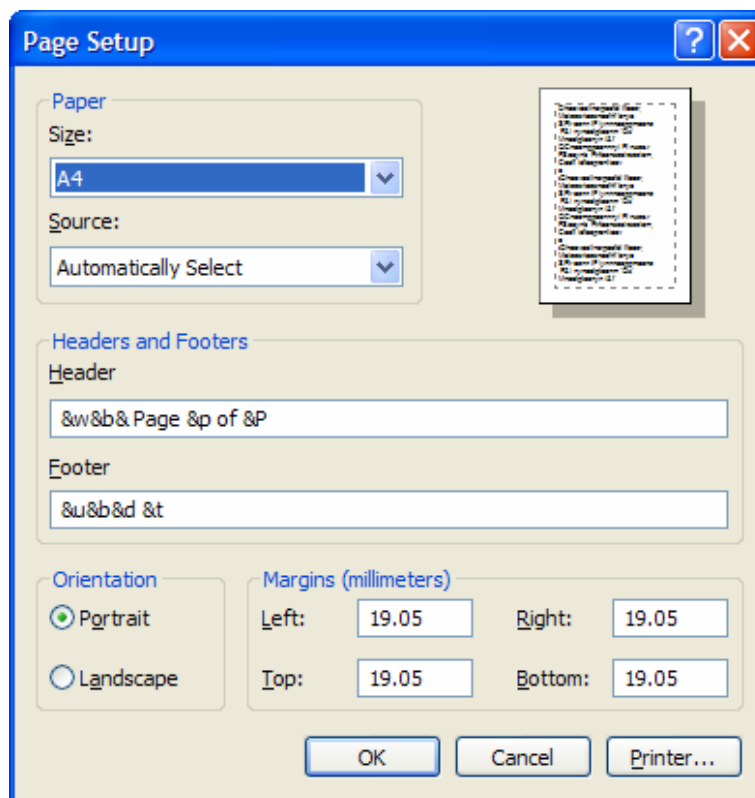 Page Setup
Paper
Size:
A4
Source:
Automatically Select
Headers and Footers
Header
&w&b& Page &p of &P
Footer
&u&b&d &t
Orientation
Portrait
Landscape
Margins (millimeters)
Left: 19.05 Right: 19.05
Top: 19.05 Bottom: 19.05
OK Cancel Printer...